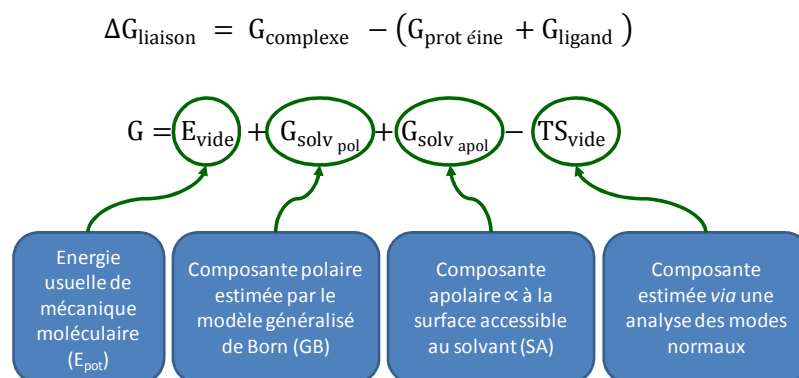 ΔG_liaison = G_complexe − (G_prot éine + G_ligand )
G = E_vide + G_solv pol + G_solv apol − TS_vide
Energie
usuelle de
mécanique
moléculaire
(E_pot)
Composante polaire
estimée par le
modèle généralisé
de Born (GB)
Composante
apolaire ∝ à la
surface accessible
au solvant (SA)
Composante
estimée via une
analyse des modes
normaux